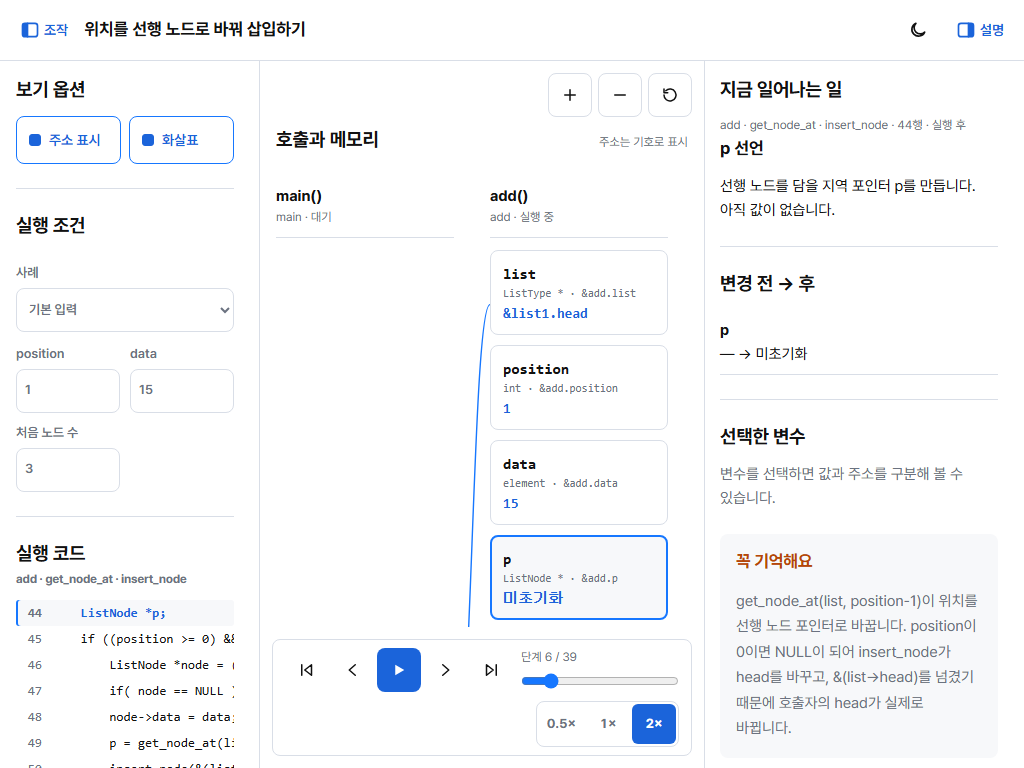 조작
위치를 선행 노드로 바꿔 삽입하기
설명
보기 옵션
주소 표시
화살표
실행 조건
사례
기본 입력
position
data
1
15
처음 노드 수
3
실행 코드
add · get_node_at · insert_node
44 ListNode *p;
45 if ((position >= 0) &&
46 ListNode *node = (
47 if( node == NULL )
48 node->data = data;
49 p = get_node_at(li
50 insert_node(&(list
호출과 메모리
주소는 기호로 표시
main()
main · 대기
add()
add · 실행 중
list
ListType * · &add.list
&list1.head
position
int · &add.position
1
data
element · &add.data
15
p
ListNode * · &add.p
미초기화
단계 6 / 39
0.5×
1×
2×
지금 일어나는 일
add · get_node_at · insert_node · 44행 · 실행 후
p 선언
선행 노드를 담을 지역 포인터 p를 만듭니다.
아직 값이 없습니다.
변경 전 → 후
p
— → 미초기화
선택한 변수
변수를 선택하면 값과 주소를 구분해 볼 수
있습니다.
꼭 기억해요
get_node_at(list, position-1)이 위치를
선행 노드 포인터로 바꿉니다. position이
0이면 NULL이 되어 insert_node가
head를 바꾸고, &(list→head)를 넘겼기
때문에 호출자의 head가 실제로
바뀝니다.